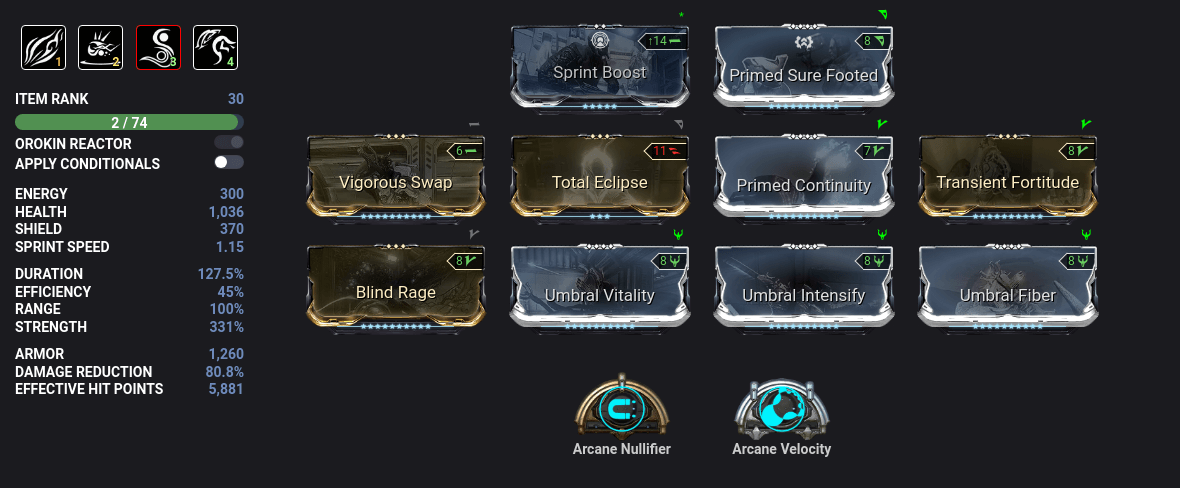 1
2
3
4
ITEM RANK 30
2 / 74
OROKIN REACTOR
APPLY CONDITIONALS
ENERGY 300
HEALTH 1,036
SHIELD 370
SPRINT SPEED 1.15
DURATION 127.5%
EFFICIENCY 45%
RANGE 100%
STRENGTH 331%
ARMOR 1,260
DAMAGE REDUCTION 80.8%
EFFECTIVE HIT POINTS 5,881
↑14
Sprint Boost
8
Primed Sure Footed
6
Vigorous Swap
11
Total Eclipse
7
Primed Continuity
8
Transient Fortitude
8
Blind Rage
8
Umbral Vitality
8
Umbral Intensify
8
Umbral Fiber
Arcane Nullifier
Arcane Velocity